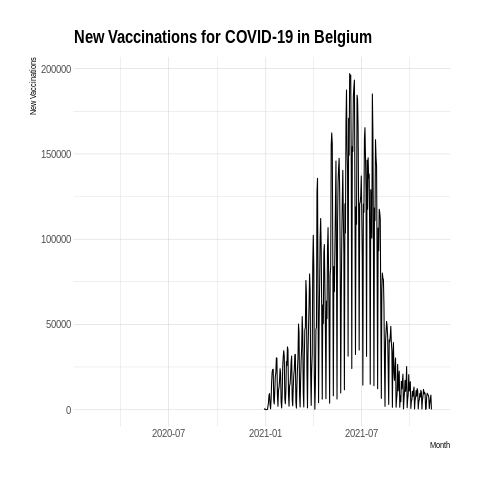 New Vaccinations for COVID-19 in Belgium
New Vaccinations
200000
150000
100000
50000
0
2020-07 2021-01 2021-07
Month